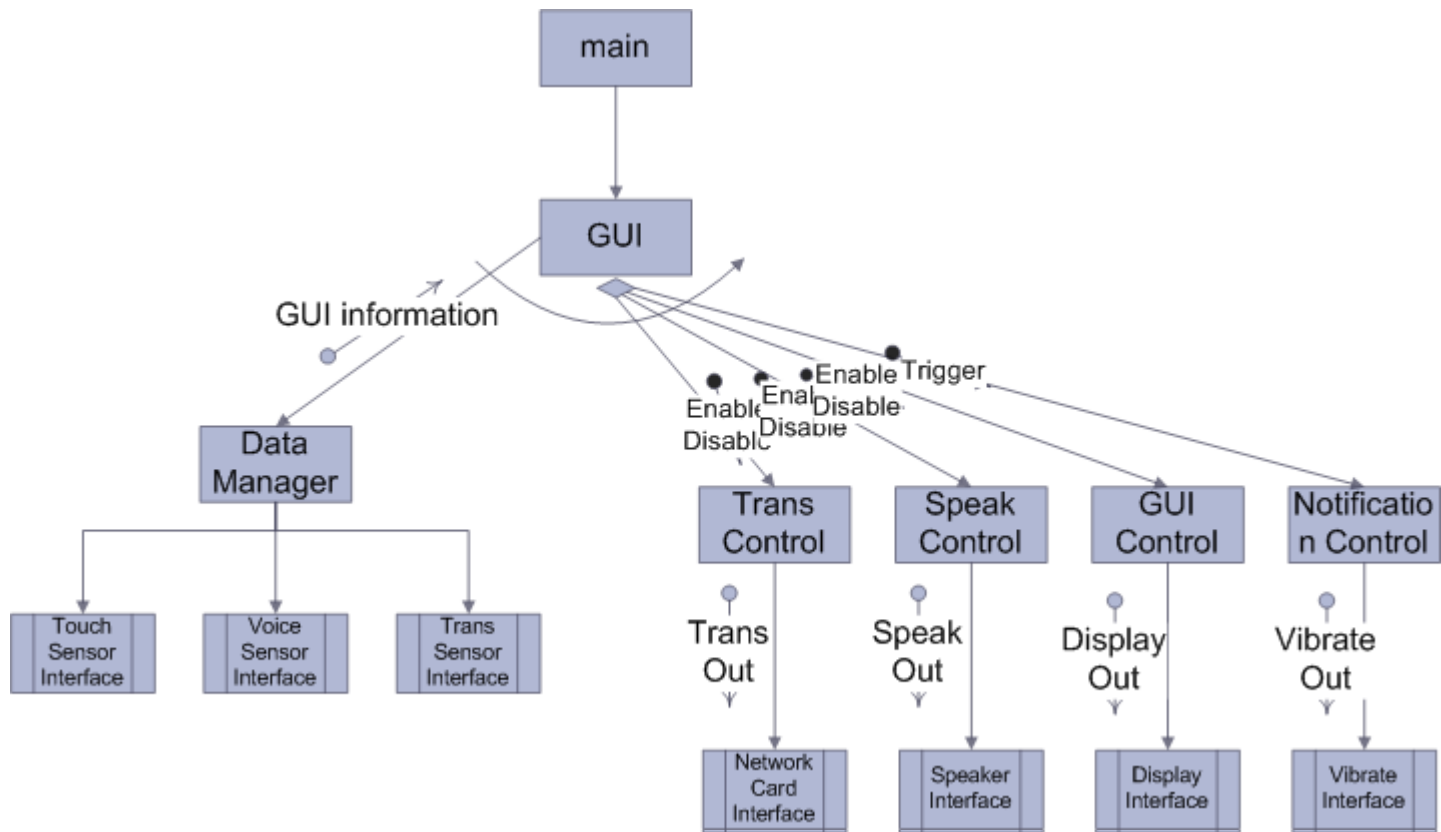 main
GUI
GUI information
Enable
Trigger
Enable
Disable
Disable
Disable
Data
Manager
Trans
Control
Speak
Control
GUI
Control
Notificatio
n Control
Touch
Sensor
Interface
Voice
Sensor
Interface
Trans
Sensor
Interface
Trans
Out
Speak
Out
Display
Out
Vibrate
Out
Network
Card
Interface
Speaker
Interface
Display
Interface
Vibrate
Interface